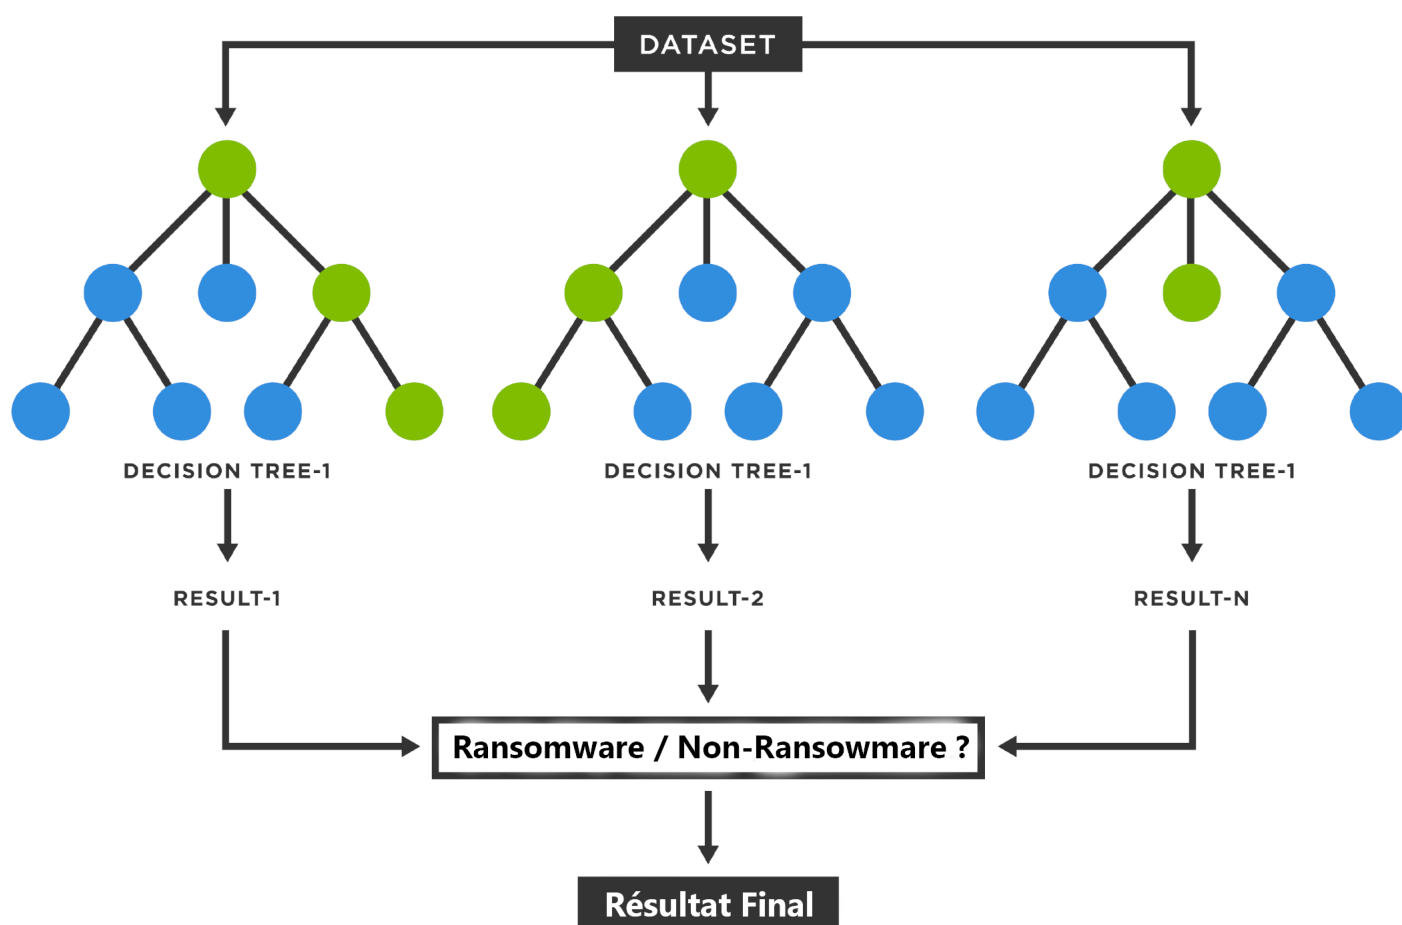 DATASET
DECISION TREE-1
DECISION TREE-1
DECISION TREE-1
RESULT-1
RESULT-2
RESULT-N
Ransomware / Non-Ransowmare ?
Résultat Final